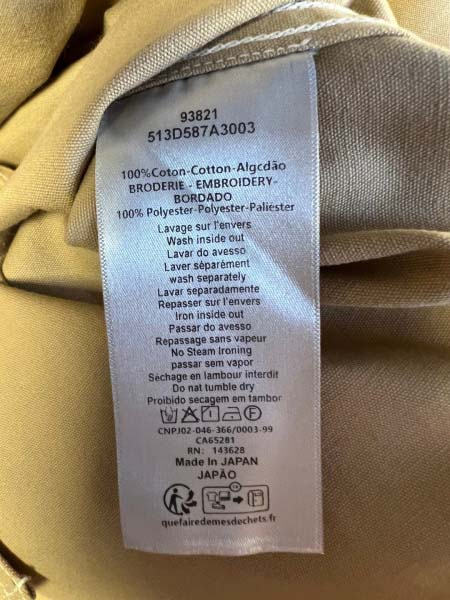 93821
513D587A3003
100%Coton-Cotton-Algcdão
BRODERIE - EMBROIDERY-
BORDADO
100% Polyester-Polyester-Paliéster
Lavage sur l'envers
Wash inside out
Lavar do avesso
Laver séparèment
wash separately
Lavar separadamente
Repasser sur l'envers
Iron inside out
Passar do avesso
Repassage sans vapeur
No Steam Ironing
passar sem vapor
Séchage en lambour interdit
Do nat tumble dry
Proibido secagem em tambor
CNPJ02-046-366/0003-99
CA65281
RN: 143628
Made In JAPAN
JAPÃO
quefairedemesdechets.fr